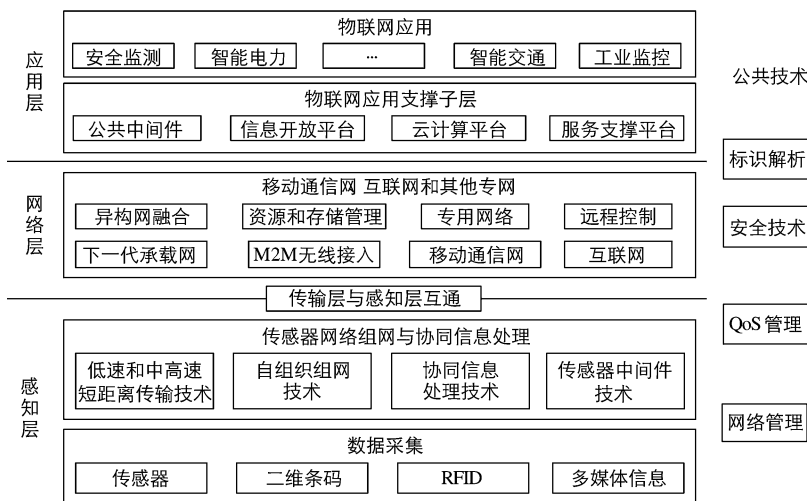 应用层
物联网应用
安全监测
智能电力
...
智能交通
工业监控
物联网应用支撑子层
公共中间件
信息开放平台
云计算平台
服务支撑平台
网络层
移动通信网 互联网和其他专网
异构网融合
资源和存储管理
专用网络
远程控制
下一代承载网
M2M无线接入
移动通信网
互联网
传输层与感知层互通
感知层
传感器网络组网与协同信息处理
低速和中高速
短距离传输技术
自组织组网
技术
协同信息
处理技术
传感器中间件
技术
数据采集
传感器
二维条码
RFID
多媒体信息
公共技术
标识解析
安全技术
QoS 管理
网络管理